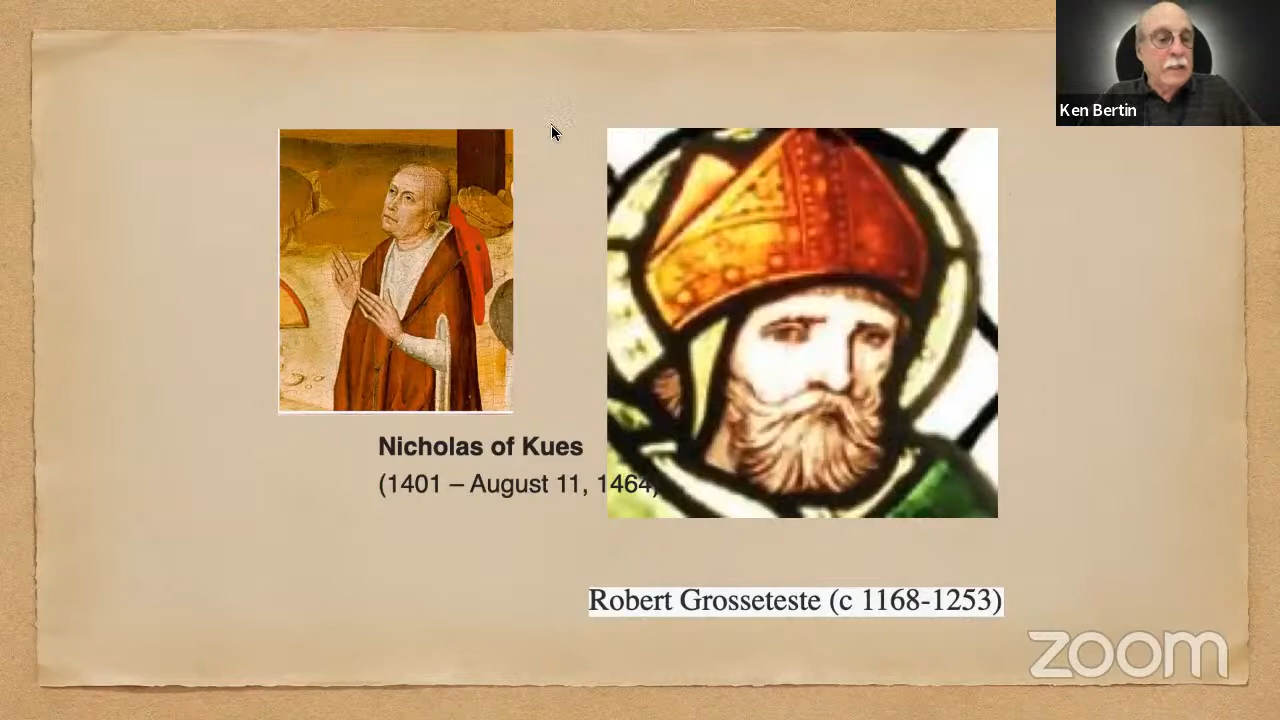 Ken Bertin
Nicholas of Kues
(1401 – August 11, 1464)
Robert Grosseteste (c 1168-1253)
zoom